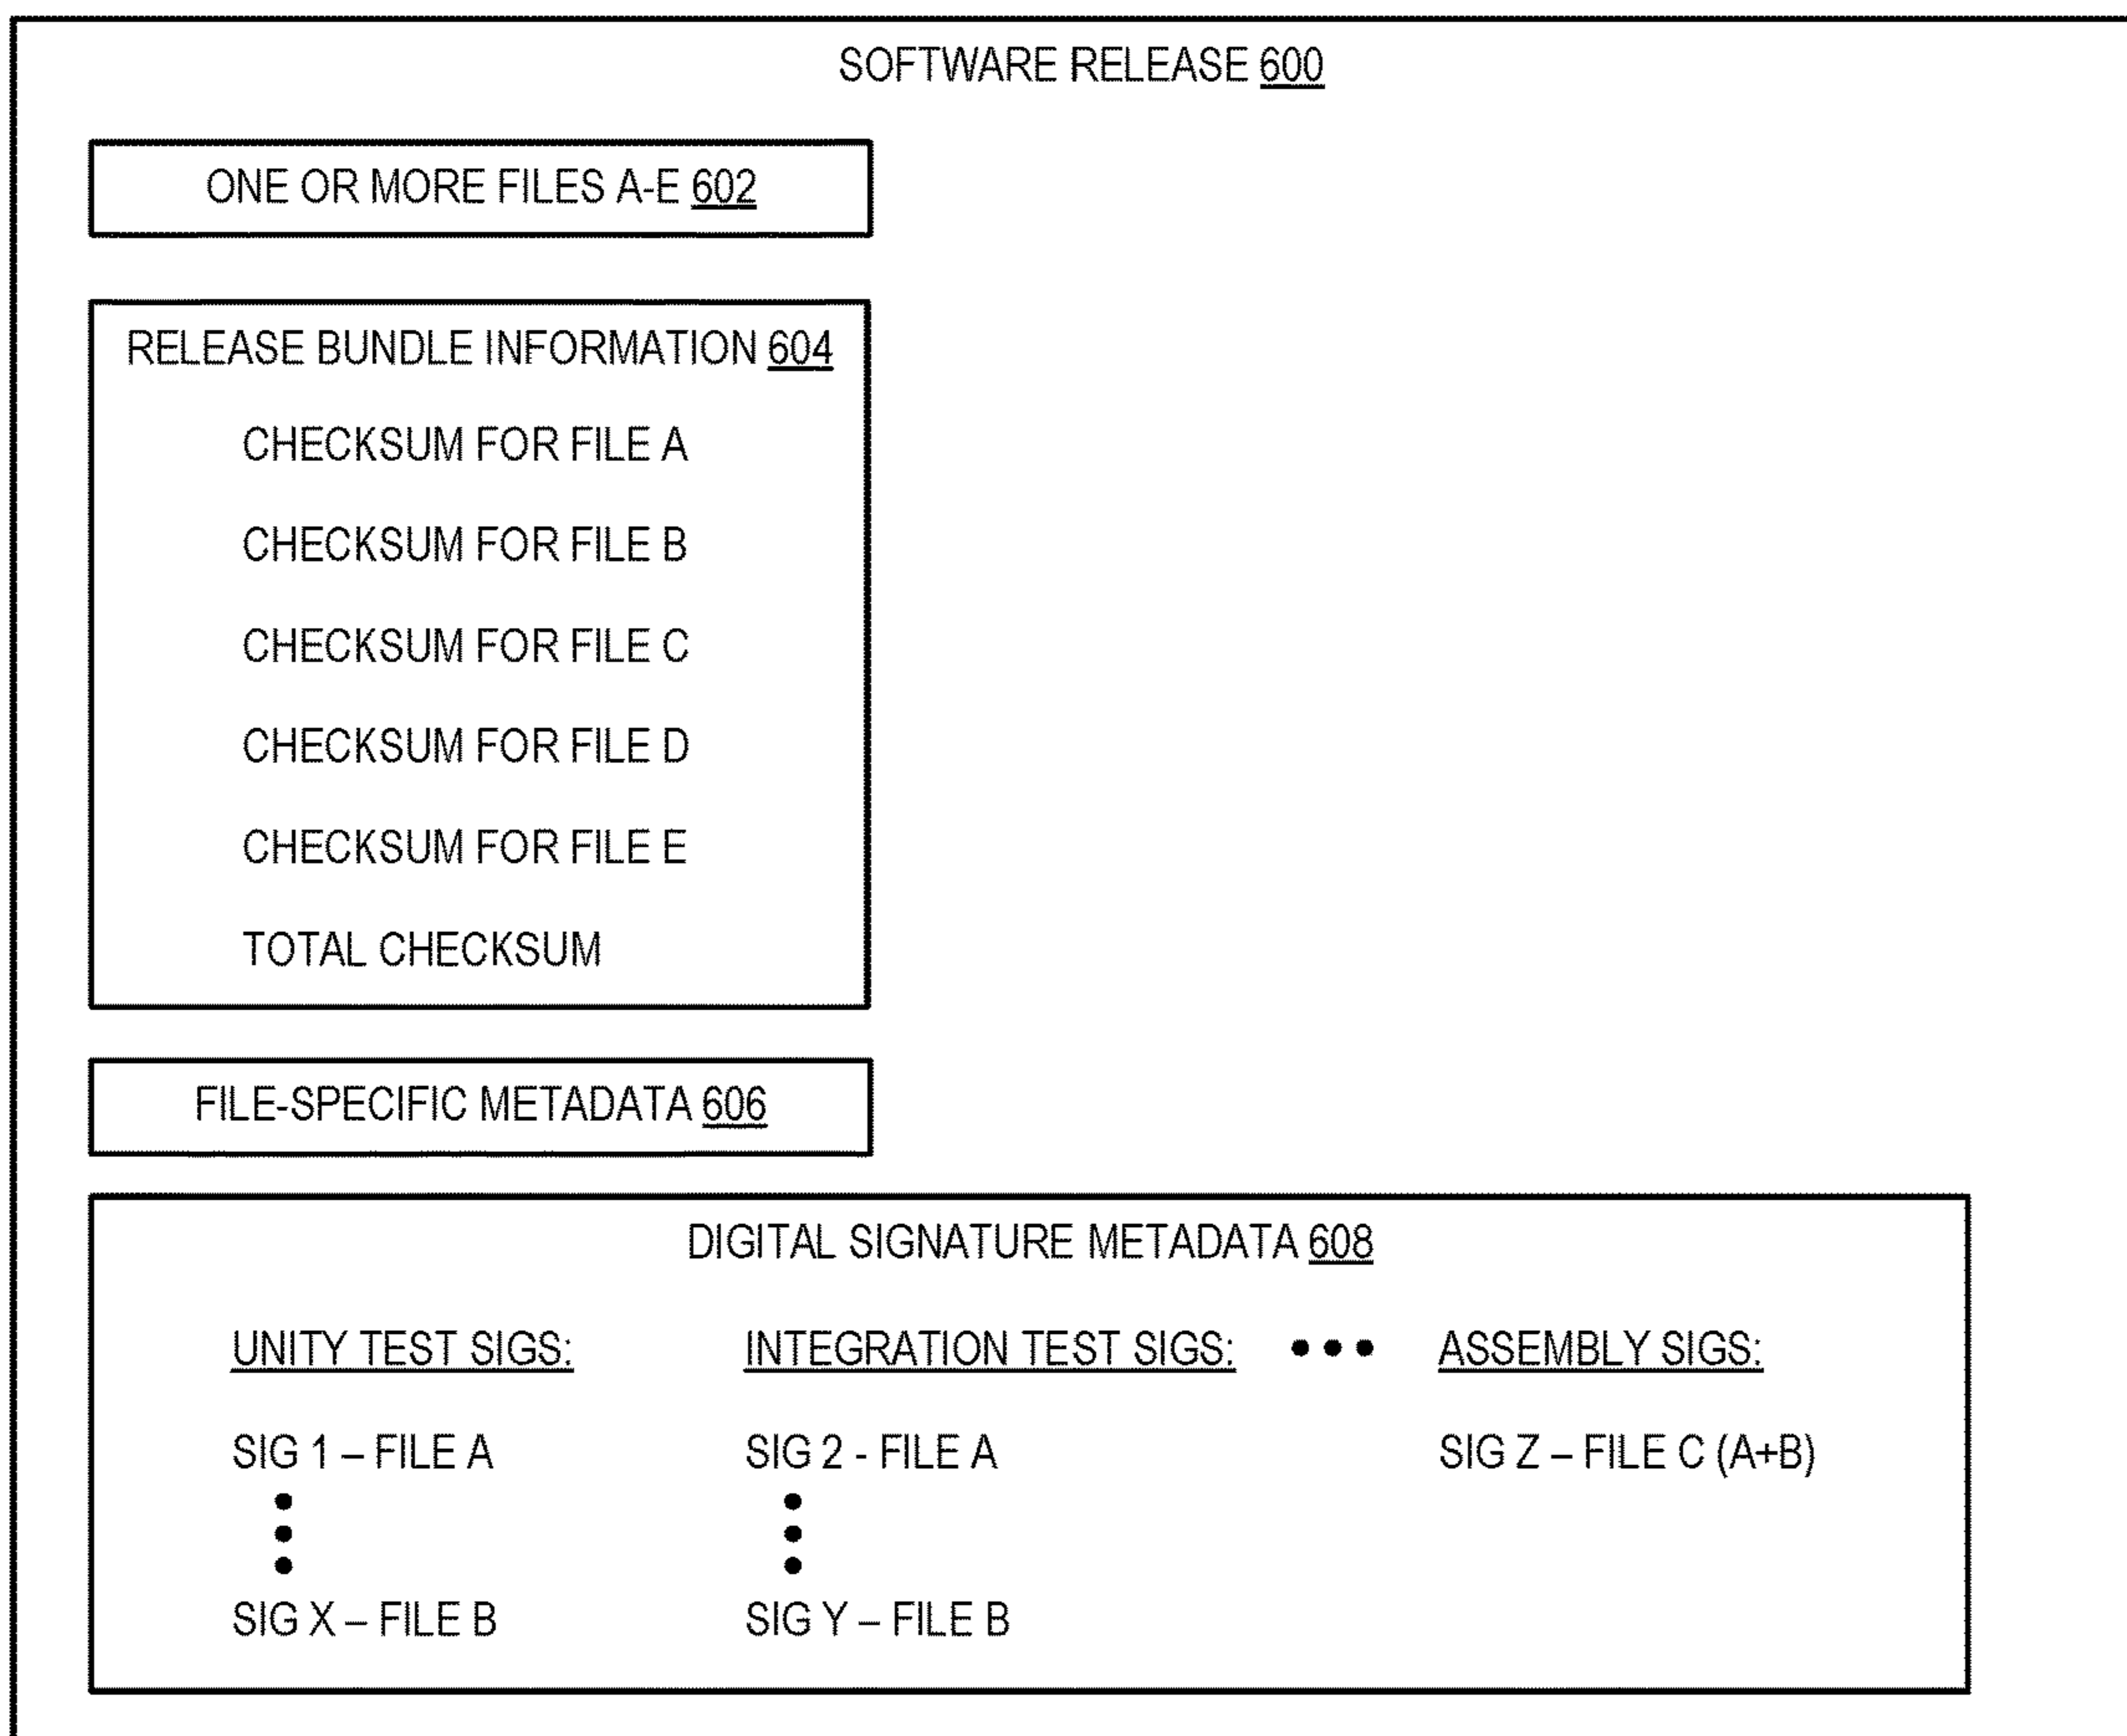 SOFTWARE RELEASE 600
ONE OR MORE FILES A-E 602
RELEASE BUNDLE INFORMATION 604
CHECKSUM FOR FILE A
CHECKSUM FOR FILE B
CHECKSUM FOR FILE C
CHECKSUM FOR FILE D
CHECKSUM FOR FILE E
TOTAL CHECKSUM
FILE-SPECIFIC METADATA 606
DIGITAL SIGNATURE METADATA 608
UNITY TEST SIGS: INTEGRATION TEST SIGS: ••• ASSEMBLY SIGS:
SIG 1 – FILE A SIG 2 - FILE A SIG Z – FILE C (A+B)
SIG X – FILE B SIG Y – FILE B